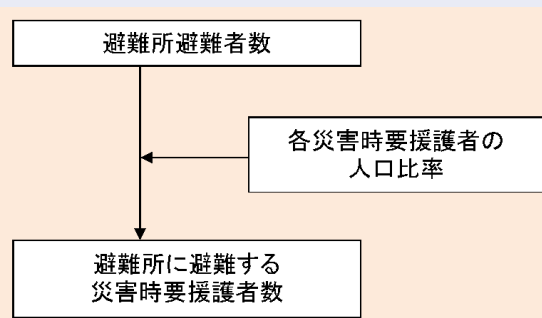 避難所避難者数
各災害時要援護者の
人口比率
避難所に避難する
災害時要援護者数